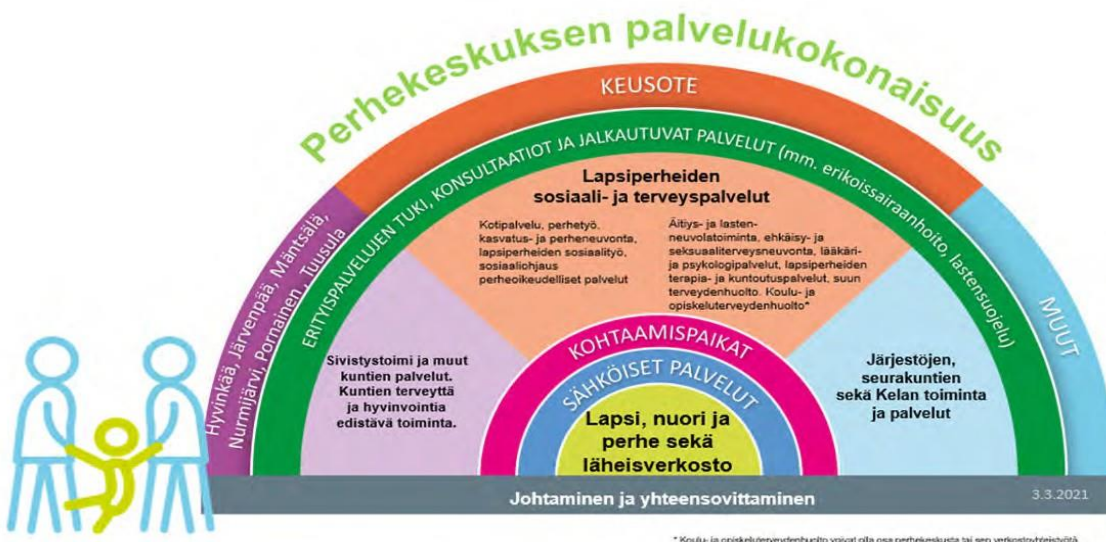 Perhekeskuksen palvelukokonaisuus
KEUSOTE
Hyvinkää, Järvenpää, Mäntsälä,
Nurmijärvi, Pornainen, Tuusula
MUUT
ERITYISPALVELUJEN TUKI, KONSULTAATIOT JA JALKAUTUVAT PALVELUT (mm. erikoissairaanhoito, lastensuojelu)
Lapsiperheiden
sosiaali- ja terveyspalvelut
Kotipalvelu, perhetyö,
kasvatus- ja perheneuvonta,
lapsiperheiden sosiaalityö,
sosiaaliohjaus
perheoikeudelliset palvelut
Äitiys- ja lasten-
neuvolatoiminta, ehkäisy- ja
seksuaaliterveysneuvonta, lääkäri-
ja psykologipalvelut, lapsiperheiden
terapia- ja kuntoutuspalvelut, suun
terveydenhuolto. Koulu- ja
opiskeluterveydenhuolto*
Sivistystoimi ja muut
kuntien palvelut.
Kuntien terveyttä
ja hyvinvointia
edistävä toiminta.
Järjestöjen,
seurakuntien
sekä Kelan toiminta
ja palvelut
KOHTAAMISPAIKAT
SÄHKÖISET PALVELUT
Lapsi, nuori ja
perhe sekä
läheisverkosto
Johtaminen ja yhteensovittaminen
3.3.2021
* Koulu- ja opiskeluterveydenhuolto voivat olla osa perhekeskusta tai sen verkostoyhteistyötä